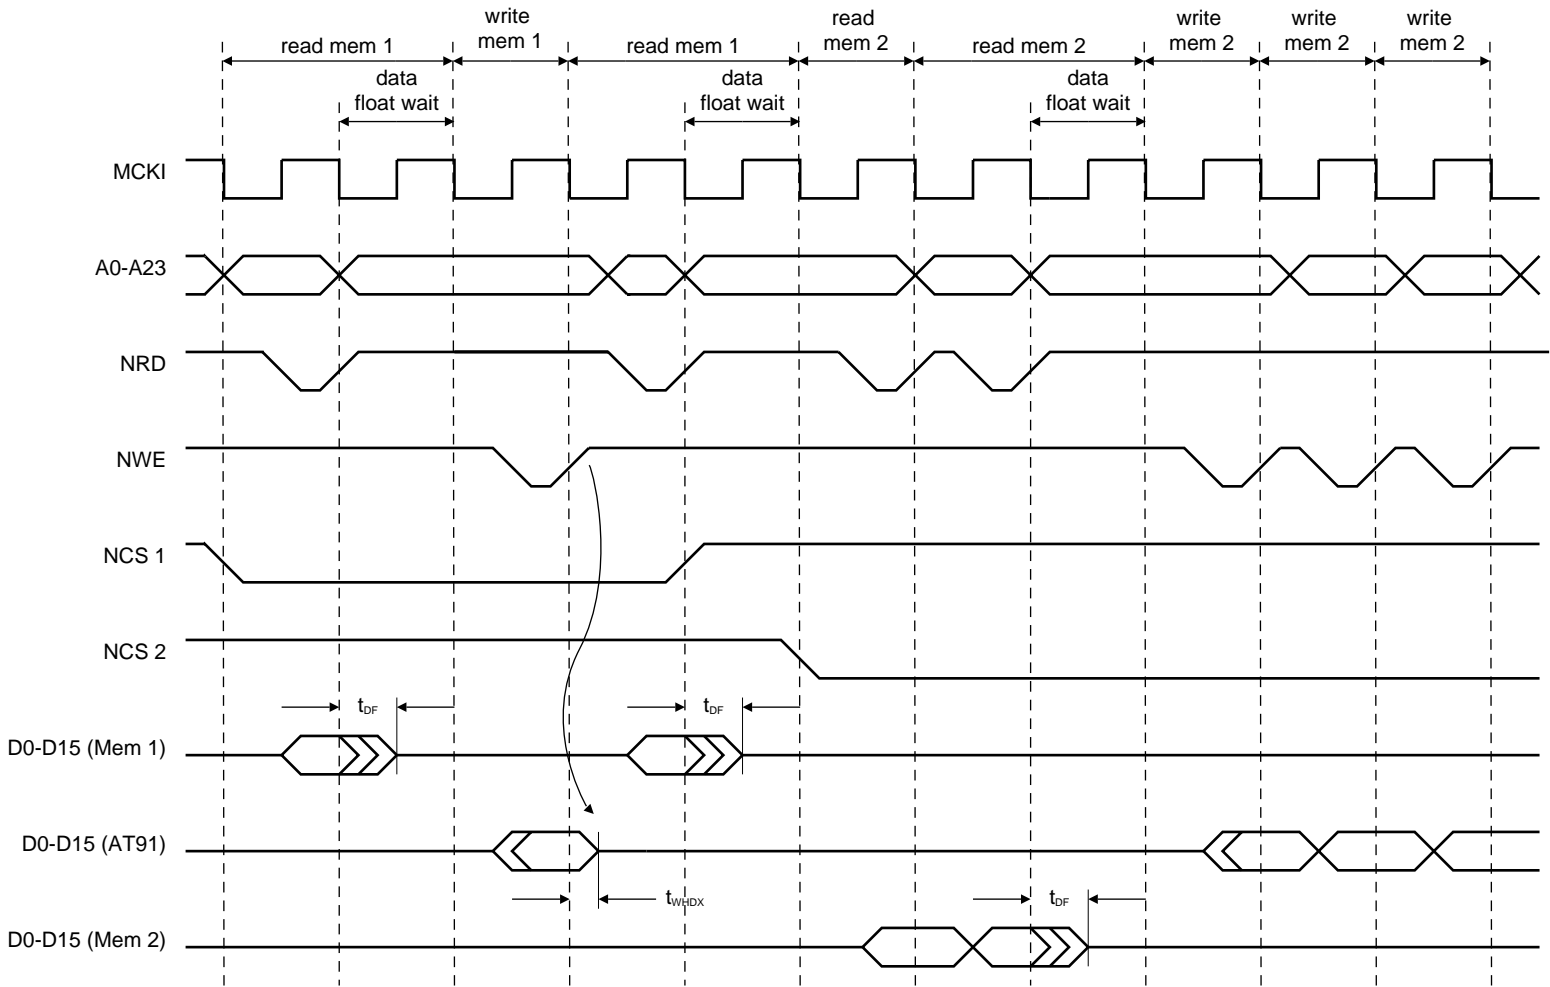 write
mem 1
read
mem 2
write
mem 2
write
mem 2
write
mem 2
read mem 1
read mem 1
read mem 2
data
float wait
data
float wait
data
float wait
MCKI
A0-A23
NRD
NWE
NCS 1
NCS 2
tDF
tDF
D0-D15 (Mem 1)
D0-D15 (AT91)
tWHDX
tDF
D0-D15 (Mem 2)